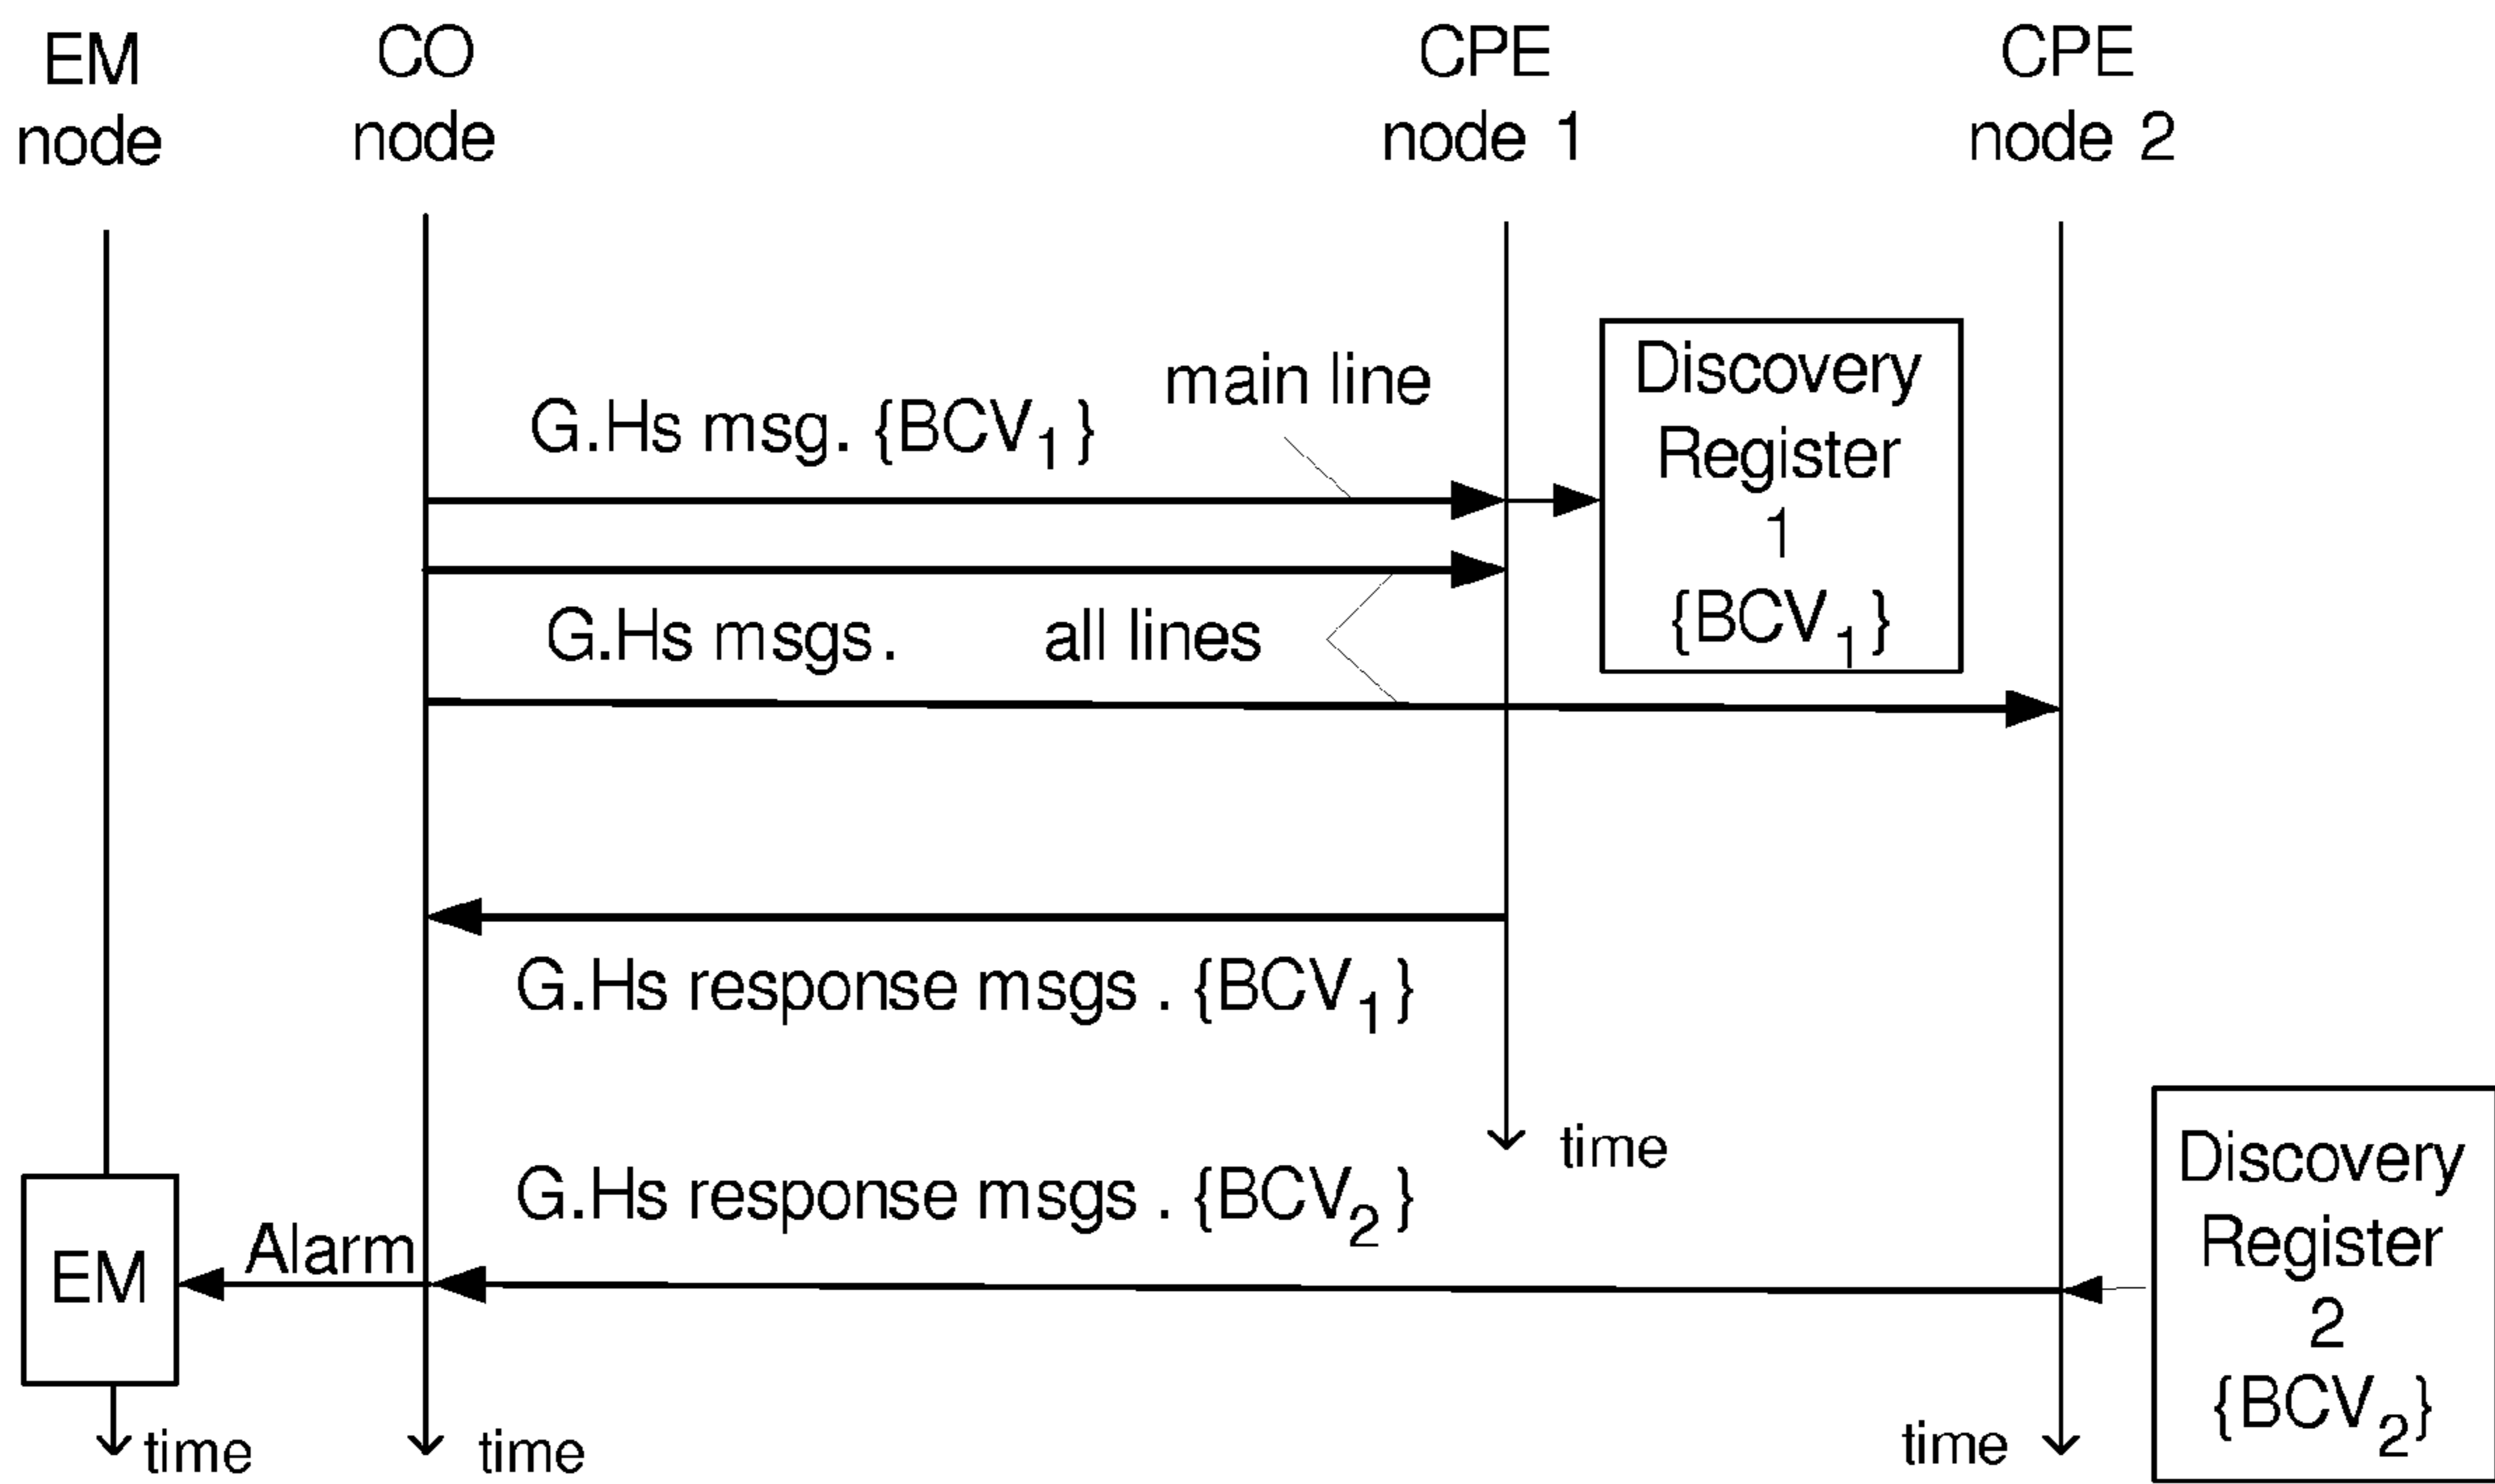 EM
node
CO
node
CPE
node 1
CPE
node 2
main line
G.Hs msg. {BCV1}
Discovery
Register
1
{BCV1}
G.Hs msgs. all lines
G.Hs response msgs. {BCV1}
time
G.Hs response msgs. {BCV2}
Alarm
EM
Discovery
Register
2
{BCV2}
time
time
time